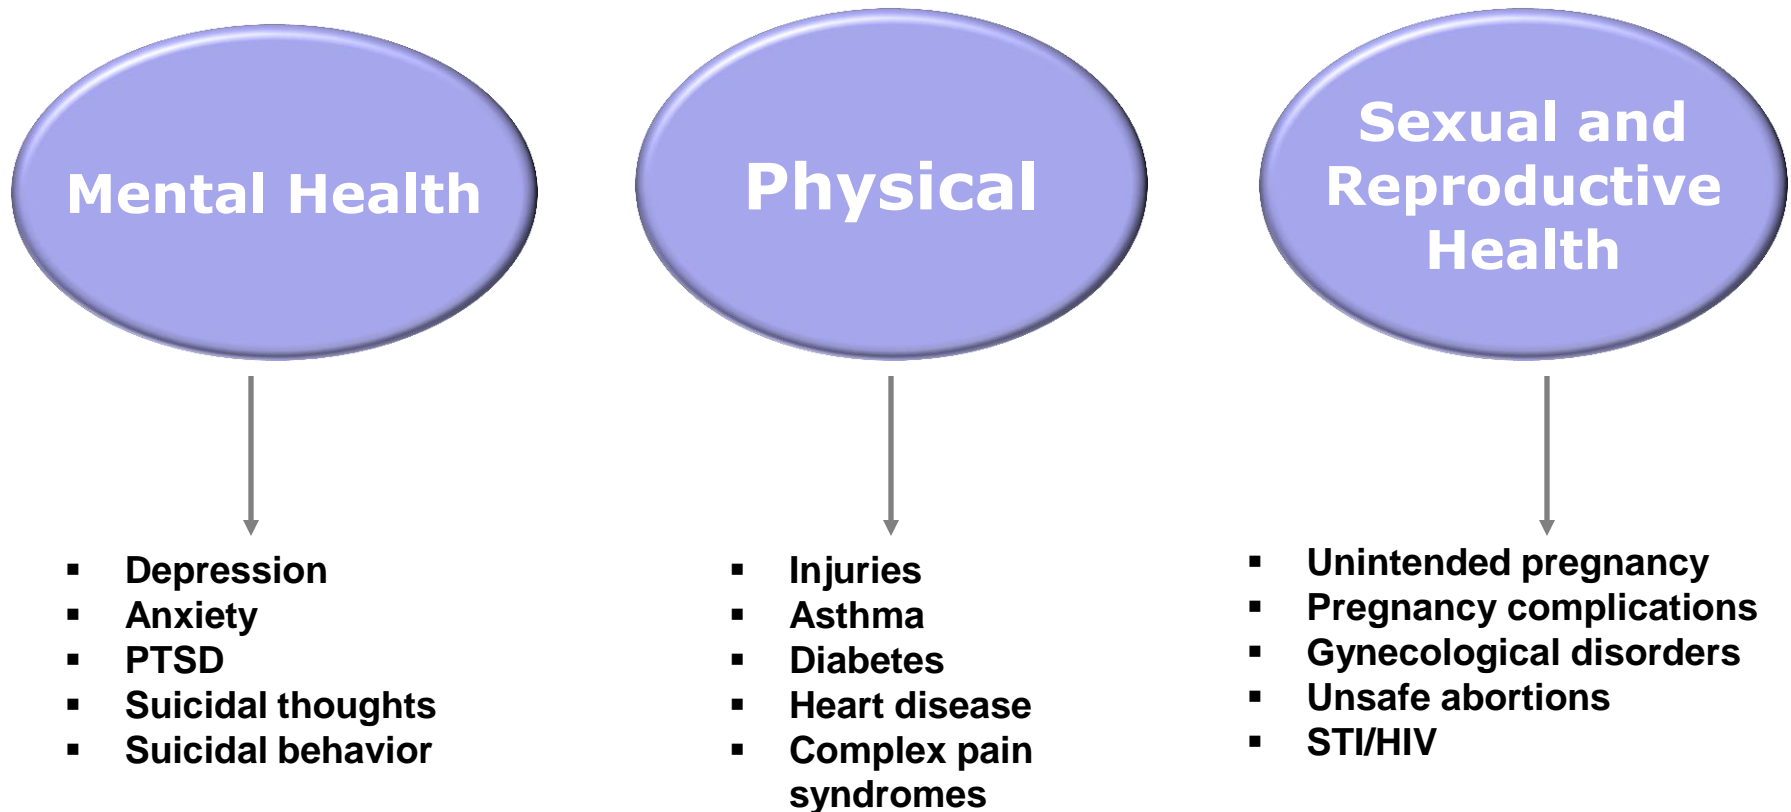 Mental Health
Physical
Sexual and
Reproductive
Health
▪ Depression
▪ Anxiety
▪ PTSD
▪ Suicidal thoughts
▪ Suicidal behavior
▪ Injuries
▪ Asthma
▪ Diabetes
▪ Heart disease
▪ Complex pain
syndromes
▪ Unintended pregnancy
▪ Pregnancy complications
▪ Gynecological disorders
▪ Unsafe abortions
▪ STI/HIV